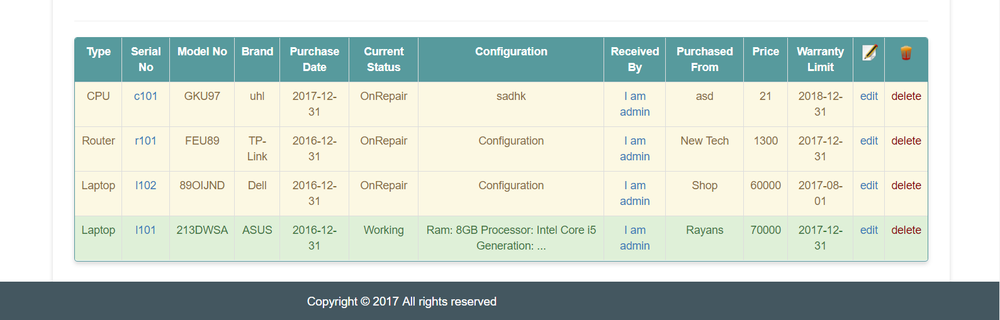 Type Serial No Model No Brand Purchase Date Current Status Configuration Received By Purchased From Price Warranty Limit
CPU c101 GKU97 uhl 2017-12-31 OnRepair sadhk I am admin asd 21 2018-12-31 edit delete
Router r101 FEU89 TP-Link 2016-12-31 OnRepair Configuration I am admin New Tech 1300 2017-12-31 edit delete
Laptop l102 89OIJND Dell 2016-12-31 OnRepair Configuration I am admin Shop 60000 2017-08-01 edit delete
Laptop l101 213DWSA ASUS 2016-12-31 Working Ram: 8GB Processor: Intel Core i5 Generation: ... I am admin Rayans 70000 2017-12-31 edit delete
Copyright © 2017 All rights reserved